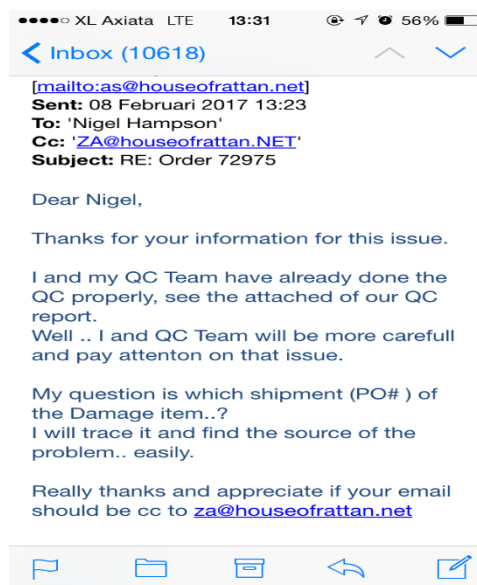 XL Axiata LTE 13:31 56%
Inbox (10618)
[mailto:as@houseofrattan.net]
Sent: 08 Februari 2017 13:23
To: 'Nigel Hampson'
Cc: 'ZA@houseofrattan.NET'
Subject: RE: Order 72975
Dear Nigel,
Thanks for your information for this issue.
I and my QC Team have already done the
QC properly, see the attached of our QC
report.
Well .. I and QC Team will be more carefull
and pay attenton on that issue.
My question is which shipment (PO# ) of
the Damage item..?
I will trace it and find the source of the
problem.. easily.
Really thanks and appreciate if your email
should be cc to za@houseofrattan.net